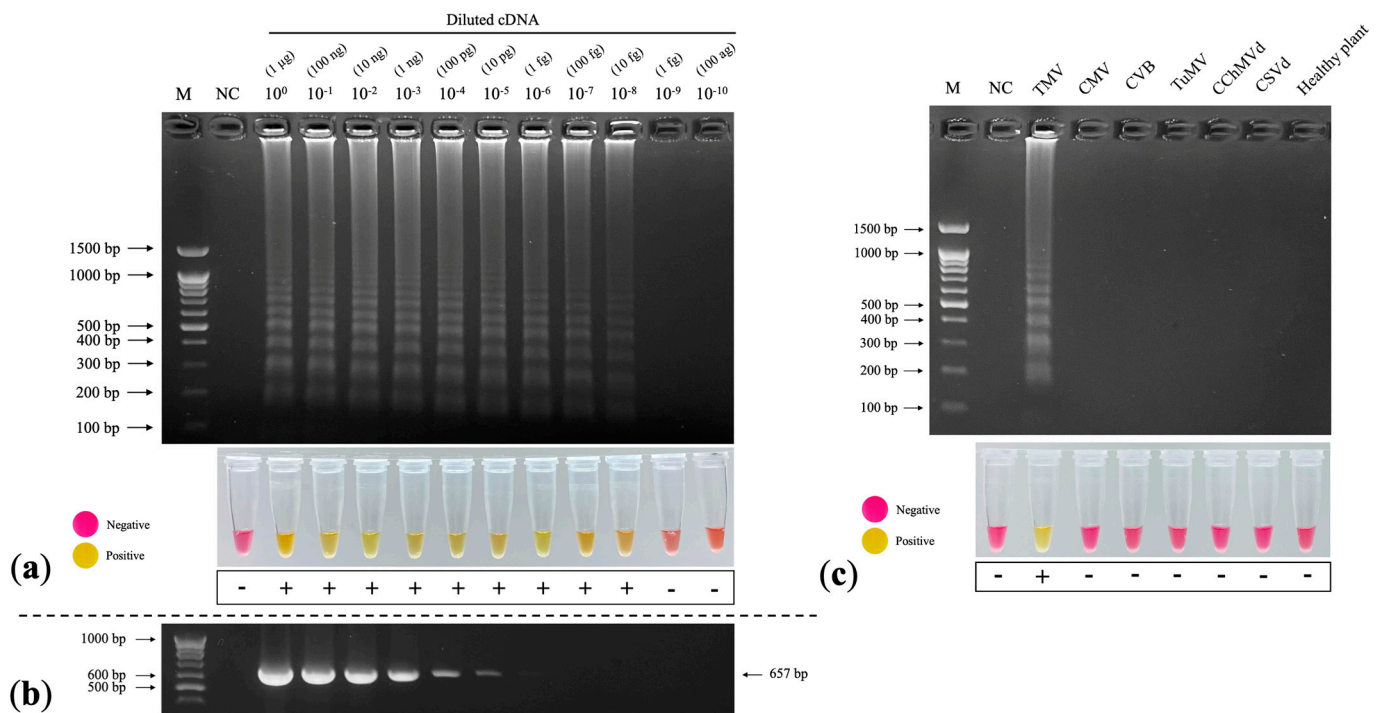 Diluted cDNA
(1 μg) (100 ng) (10 ng) (1 ng) (100 pg) (10 pg) (1 fg) (100 fg) (10 fg) (1 fg) (100 ag)
M NC 10⁰ 10⁻¹ 10⁻² 10⁻³ 10⁻⁴ 10⁻⁵ 10⁻⁶ 10⁻⁷ 10⁻⁸ 10⁻⁹ 10⁻¹⁰
1500 bp
1000 bp
500 bp
400 bp
300 bp
200 bp
100 bp
Negative
Positive
(a)
- + + + + + + + + + - -
1000 bp
600 bp
500 bp
657 bp
(b)
M NC TMV CMV CVB TuMV CChMVd CSVd Healthy plant
1500 bp
1000 bp
500 bp
400 bp
300 bp
200 bp
100 bp
Negative
Positive
(c)
- + - - - - - -